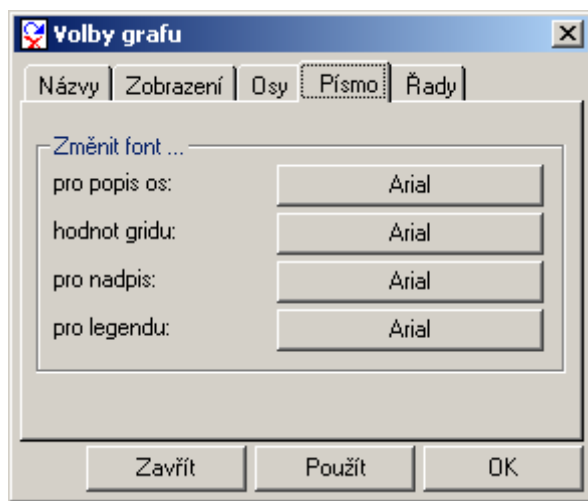 Volby grafu
Názvy Zobrazení Osy Písmo Řady
Změnit font ...
pro popis os: Arial
hodnot gridu: Arial
pro nadpis: Arial
pro legendu: Arial
Zavřít Použít OK